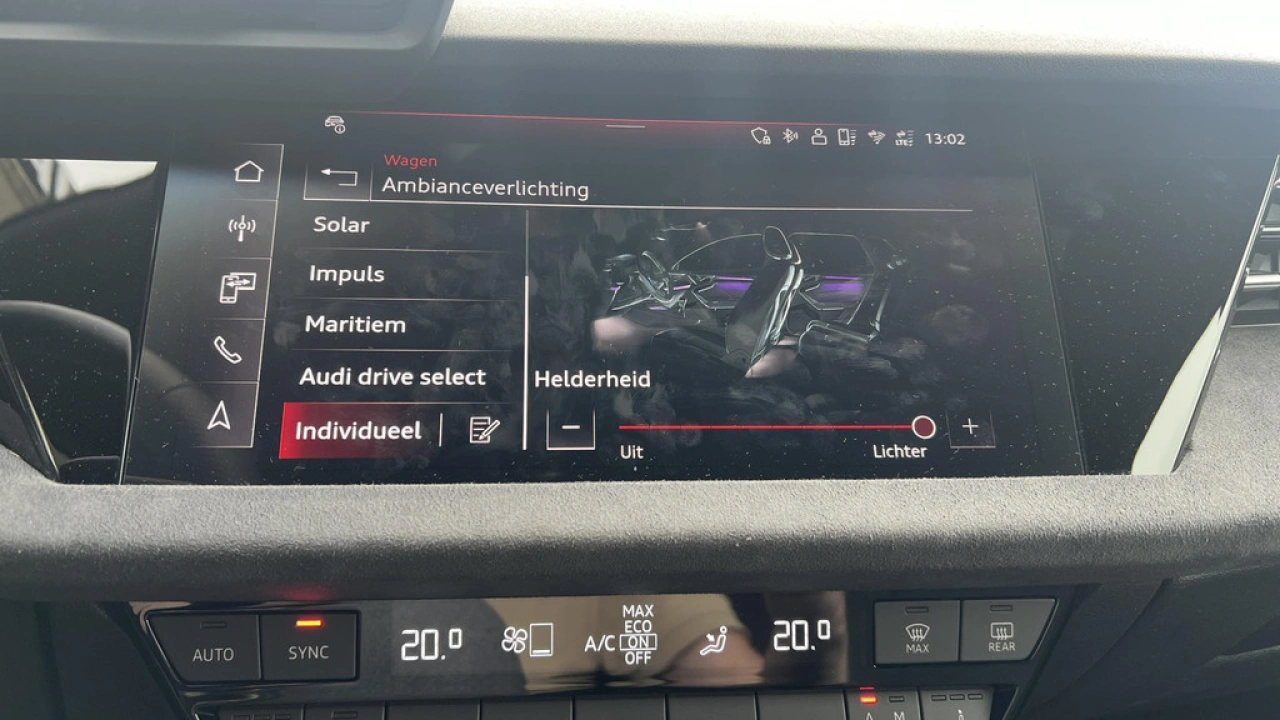 LTE 13:02
Wagen
Ambianceverlichting
Solar
Impuls
Maritiem
Audi drive select
Individueel
Helderheid
− +
Uit Lichter
AUTO SYNC
20.0
A/C
MAX
ECO
ON
OFF
20.0
MAX
REAR
A M